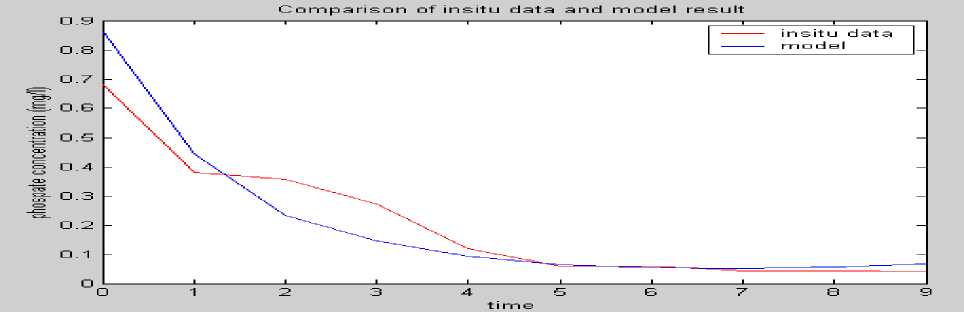 Comparison of insitu data and model result
insitu data
model
phospate concentration (mg/l)
0.9
0.8
0.7
0.6
0.5
0.4
0.3
0.2
0.1
0
0 1 2 3 4 5 6 7 8 9
time